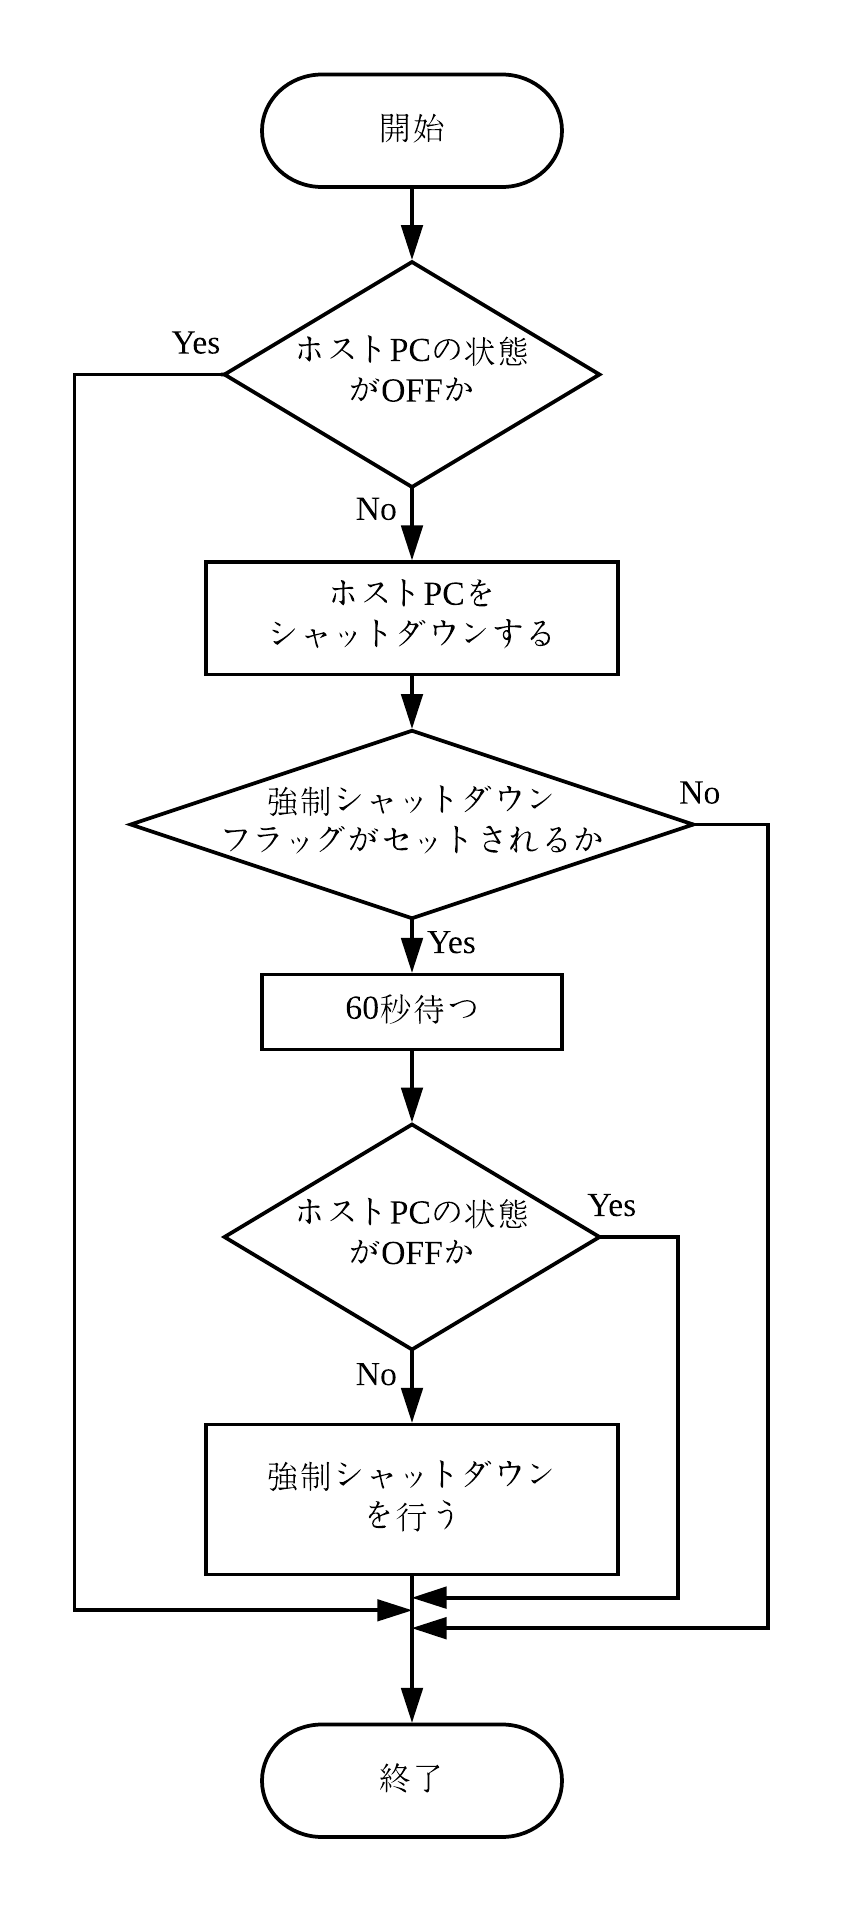 開始
Yes
ホストPCの状態
がOFFか
No
ホストPCを
シャットダウンする
No
強制シャットダウン
フラッグがセットされるか
Yes
60秒待つ
Yes
ホストPCの状態
がOFFか
No
強制シャットダウン
を行う
終了